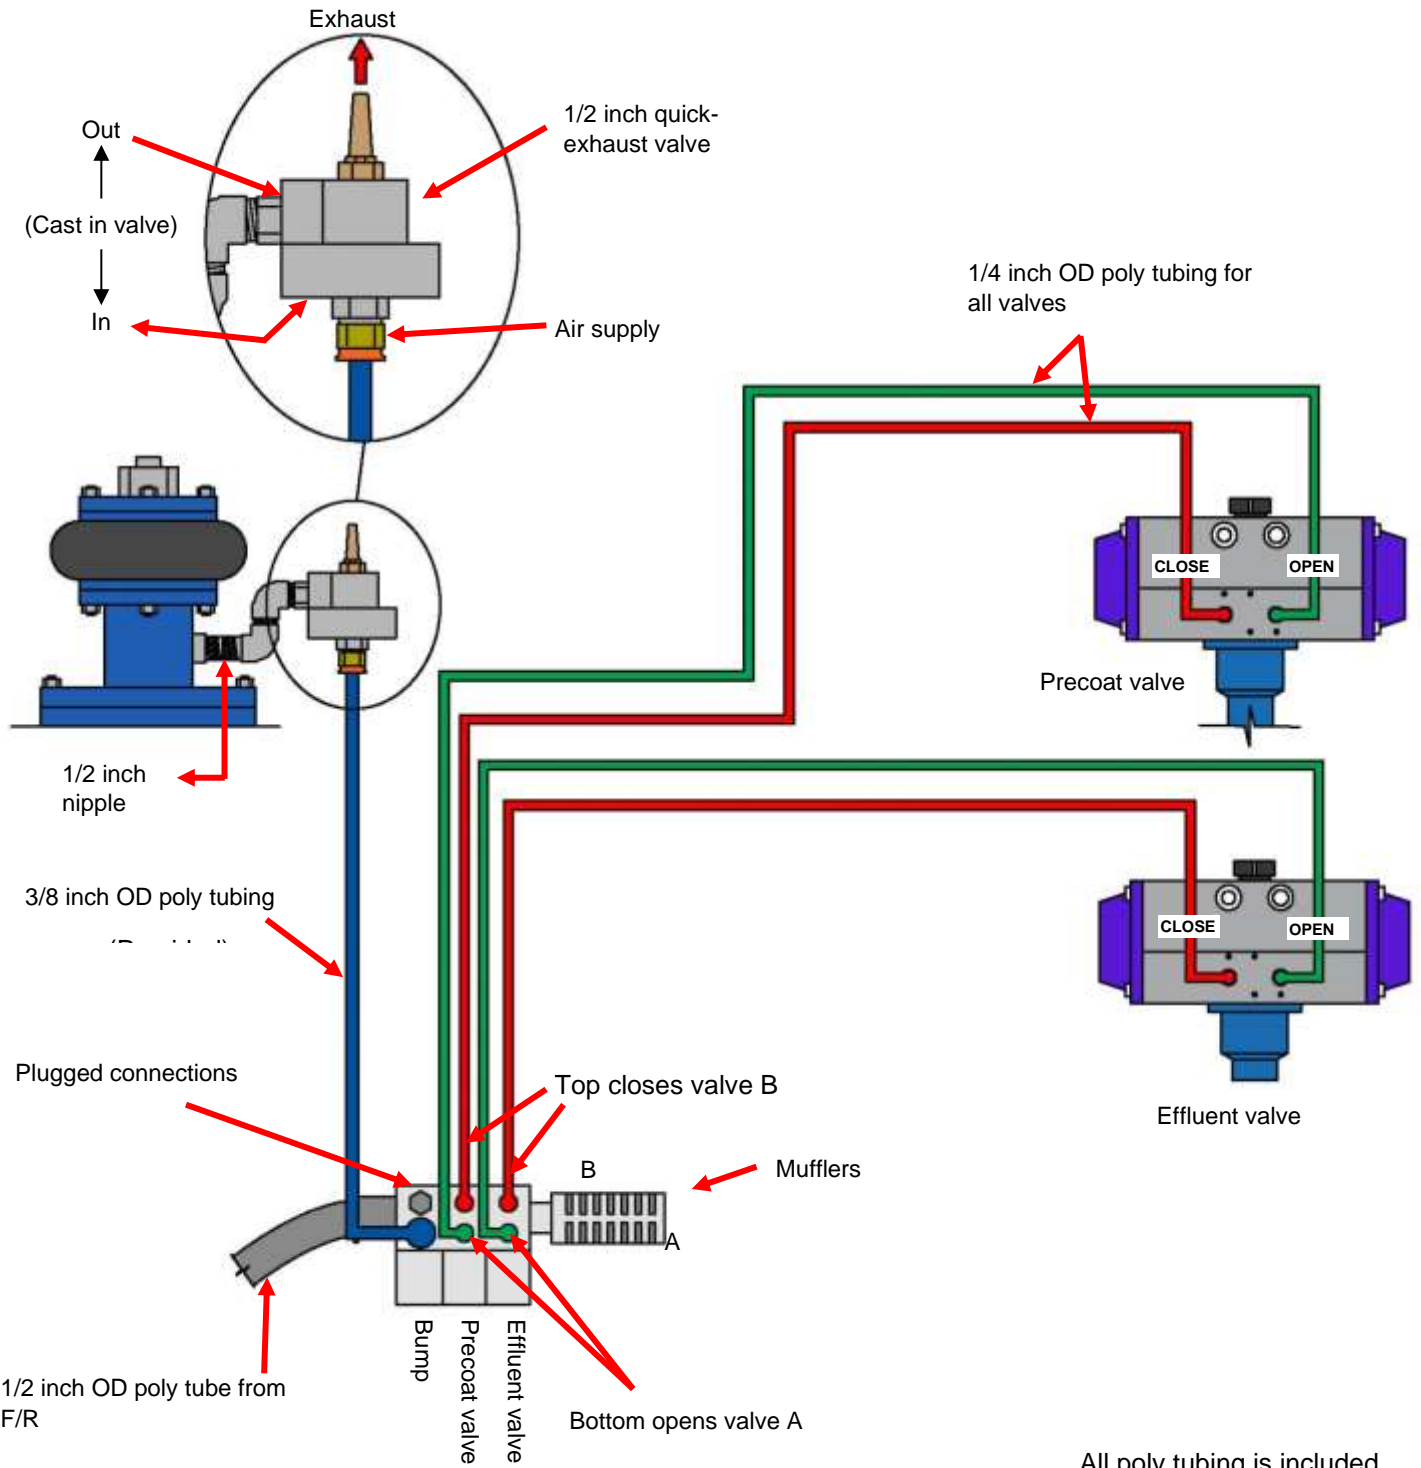 Exhaust
1/2 inch quick-
exhaust valve
Out
(Cast in valve)
In
Air supply
1/4 inch OD poly tubing for
all valves
CLOSE
OPEN
Precoat valve
1/2 inch
nipple
3/8 inch OD poly tubing
CLOSE
OPEN
Effluent valve
Plugged connections
Top closes valve B
B
Mufflers
A
Bump
Precoat valve
Effluent valve
1/2 inch OD poly tube from
F/R
Bottom opens valve A
All poly tubing is included